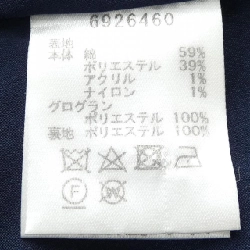 6926460
表地
本体 綿 59%
ポリエステル 39%
アクリル 1%
ナイロン 1%
グログラン
ポリエステル 100%
裏地 ポリエステル 100%
F W